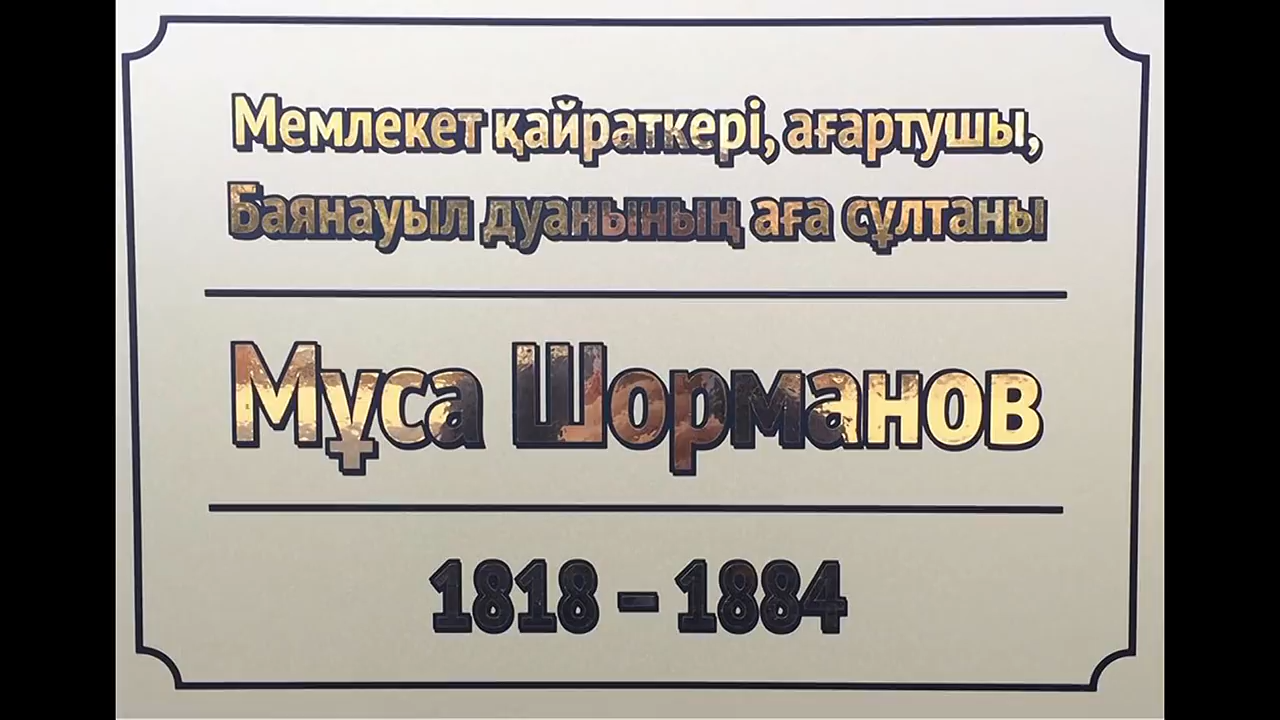 Мемлекет қайраткері, ағартушы,
Баянауыл дуанының аға сұлтаны
Мұса Шорманов
1818 – 1884